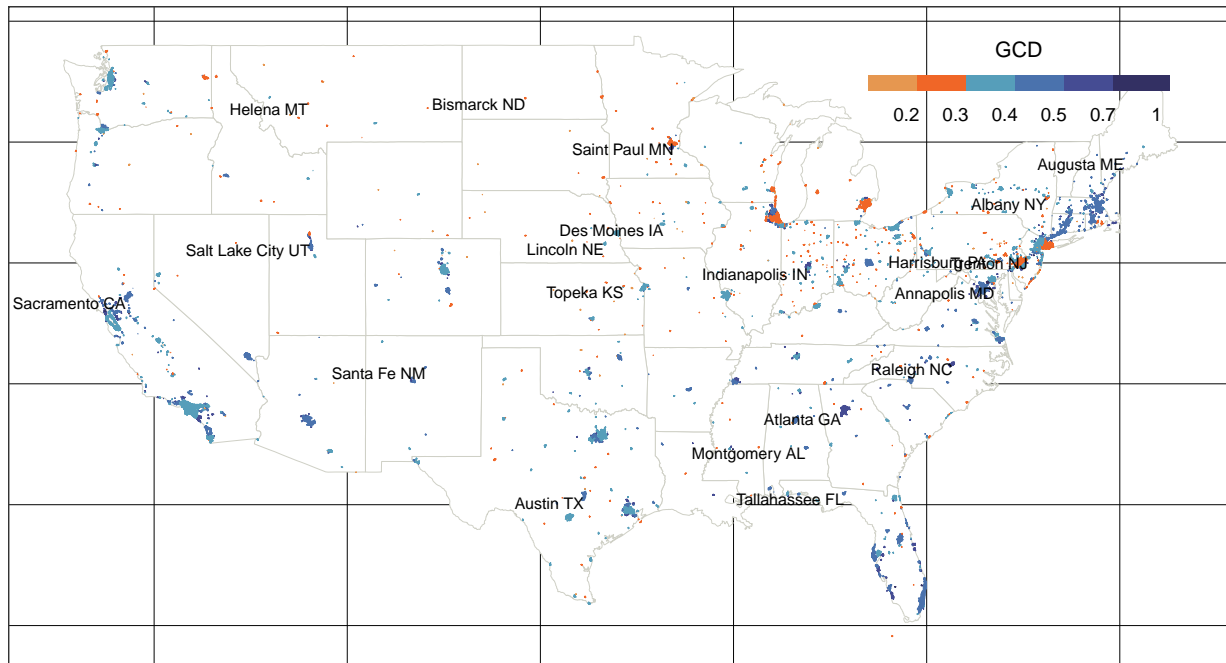 GCD
0.2 0.3 0.4 0.5 0.7 1
Bismarck ND
Helena MT
Saint Paul MN
Augusta ME
Albany NY
Des Moines IA
Salt Lake City UT
Lincoln NE
Harrisburg PA
Trenton NJ
Indianapolis IN
Topeka KS
Annapolis MD
Sacramento CA
Santa Fe NM
Raleigh NC
Atlanta GA
Montgomery AL
Tallahassee FL
Austin TX